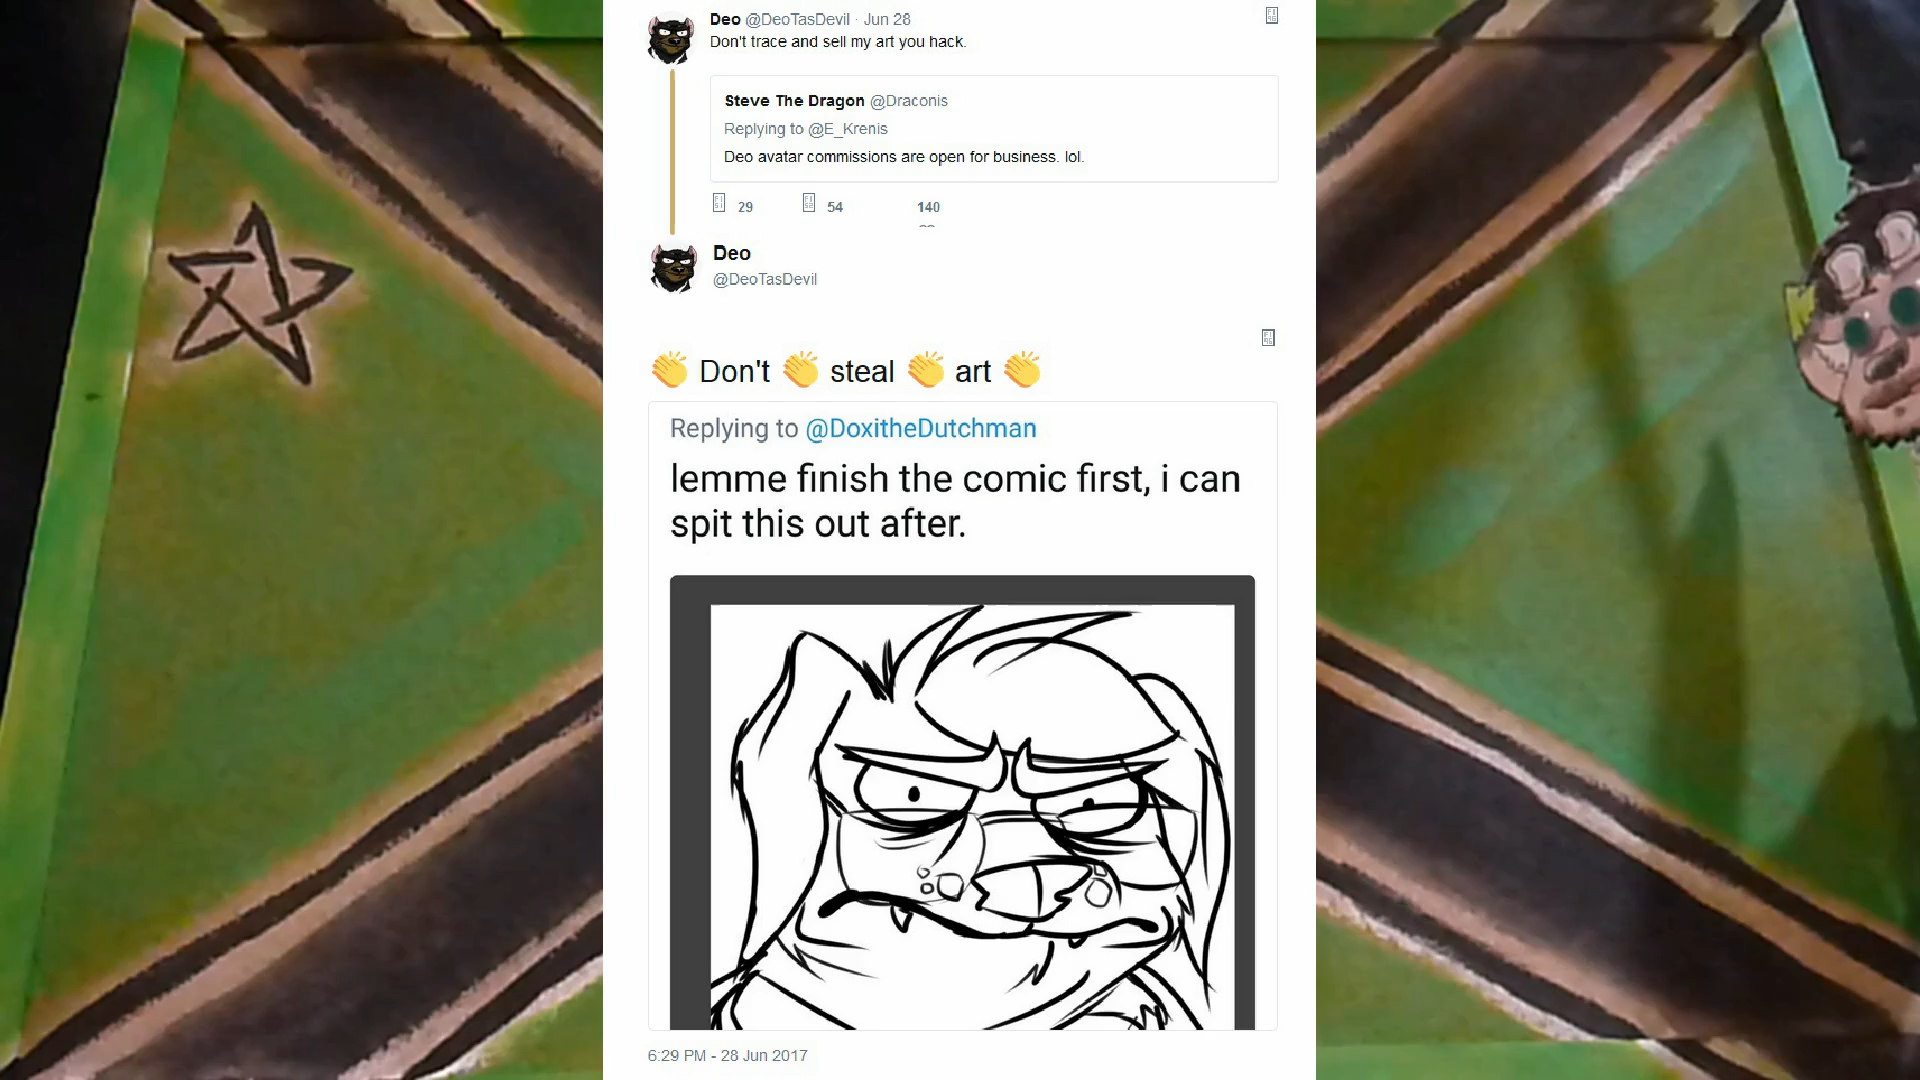 Deo @DeoTasDevil · Jun 28
Don't trace and sell my art you hack.
Steve The Dragon @Draconis
Replying to @E_Krenis
Deo avatar commissions are open for business. lol.
29 54 140
Deo
@DeoTasDevil
👏 Don't 👏 steal 👏 art 👏
Replying to @DoxitheDutchman
lemme finish the comic first, i can
spit this out after.
6:29 PM - 28 Jun 2017